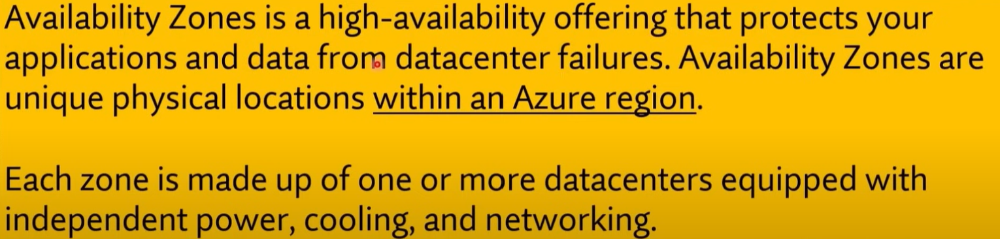 Availability Zones is a high-availability offering that protects your
applications and data from datacenter failures. Availability Zones are
unique physical locations within an Azure region.
Each zone is made up of one or more datacenters equipped with
independent power, cooling, and networking.